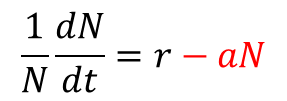 1/N dN/dt = r − aN